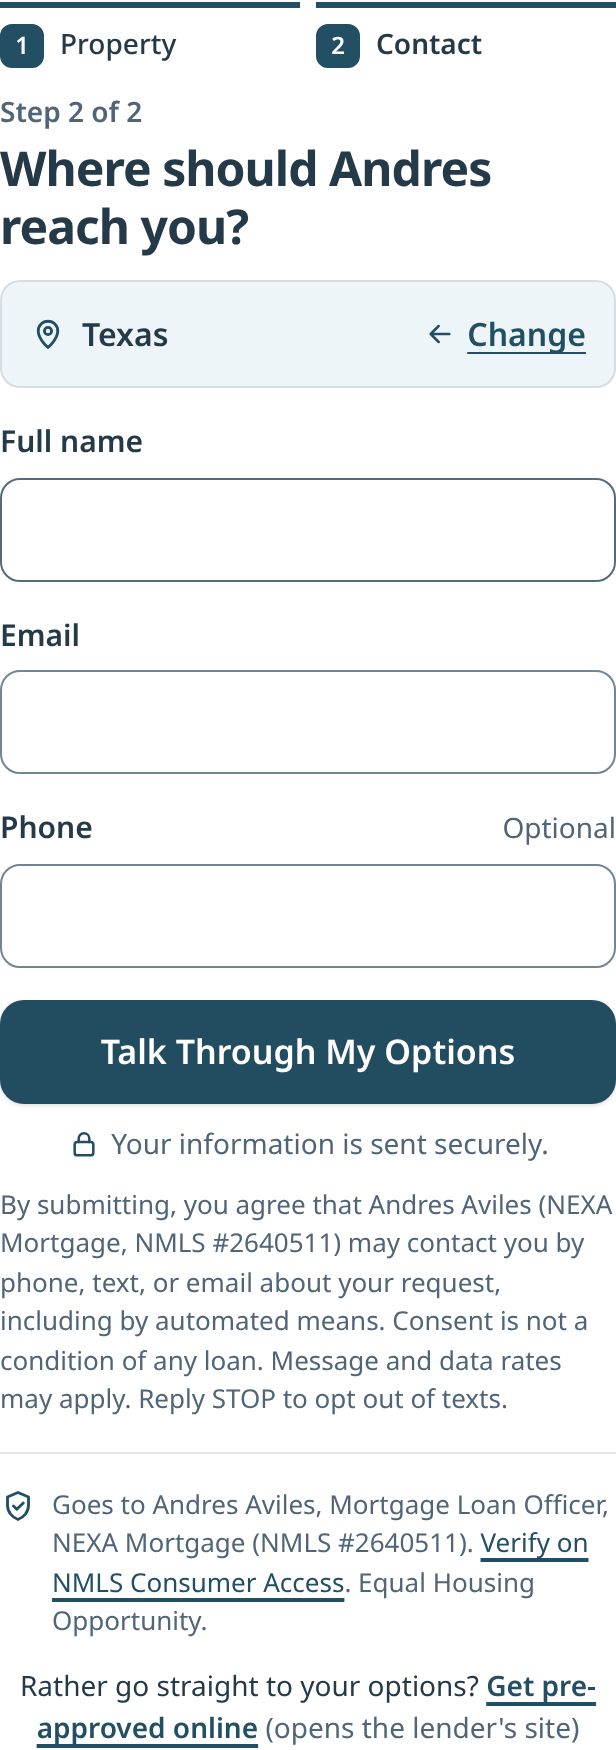 1 Property
2 Contact
Step 2 of 2
Where should Andres
reach you?
Texas
← Change
Full name
Email
Phone
Optional
Talk Through My Options
Your information is sent securely.
By submitting, you agree that Andres Aviles (NEXA
Mortgage, NMLS #2640511) may contact you by
phone, text, or email about your request,
including by automated means. Consent is not a
condition of any loan. Message and data rates
may apply. Reply STOP to opt out of texts.
Goes to Andres Aviles, Mortgage Loan Officer,
NEXA Mortgage (NMLS #2640511). Verify on
NMLS Consumer Access. Equal Housing
Opportunity.
Rather go straight to your options? Get pre-
approved online (opens the lender's site)